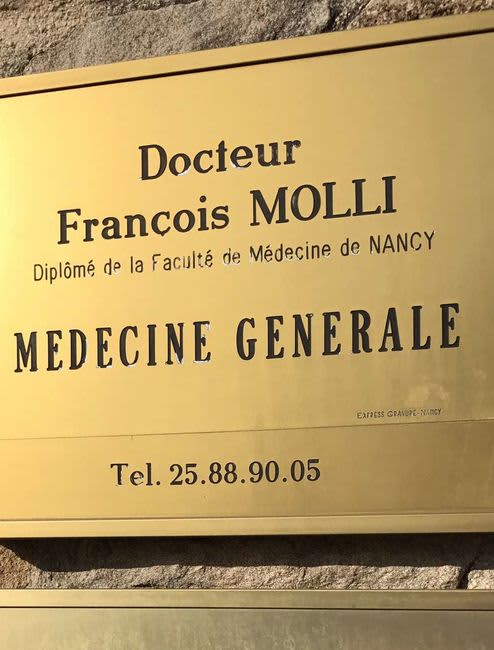 Docteur
François MOLLI
Diplômé de la Faculté de Médecine de NANCY
MEDECINE GENERALE
EXPRESS GRAVURE-NANCY
Tel. 25.88.90.05